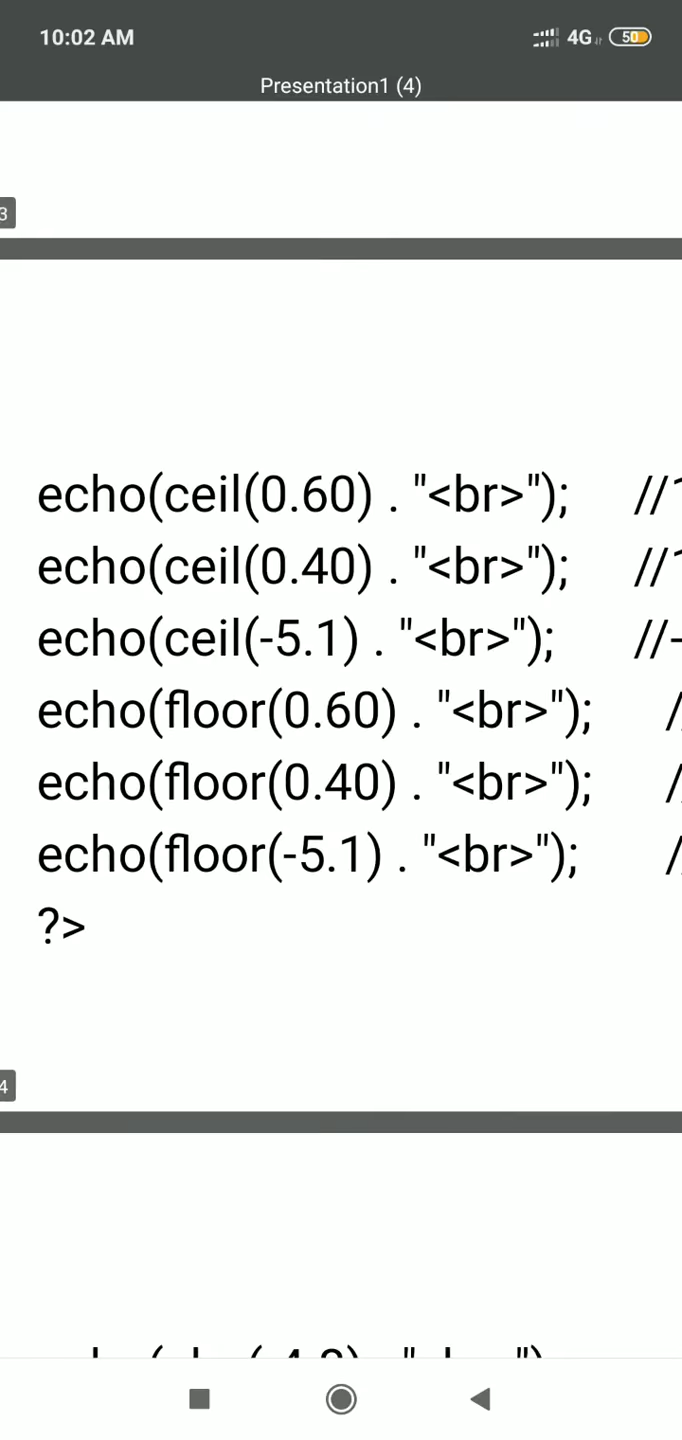 10:02 AM
4G
50
Presentation1 (4)
3
echo(ceil(0.60) . "<br>"); //1
echo(ceil(0.40) . "<br>"); //1
echo(ceil(-5.1) . "<br>"); //-
echo(floor(0.60) . "<br>"); /
echo(floor(0.40) . "<br>"); /
echo(floor(-5.1) . "<br>"); /
?>
4